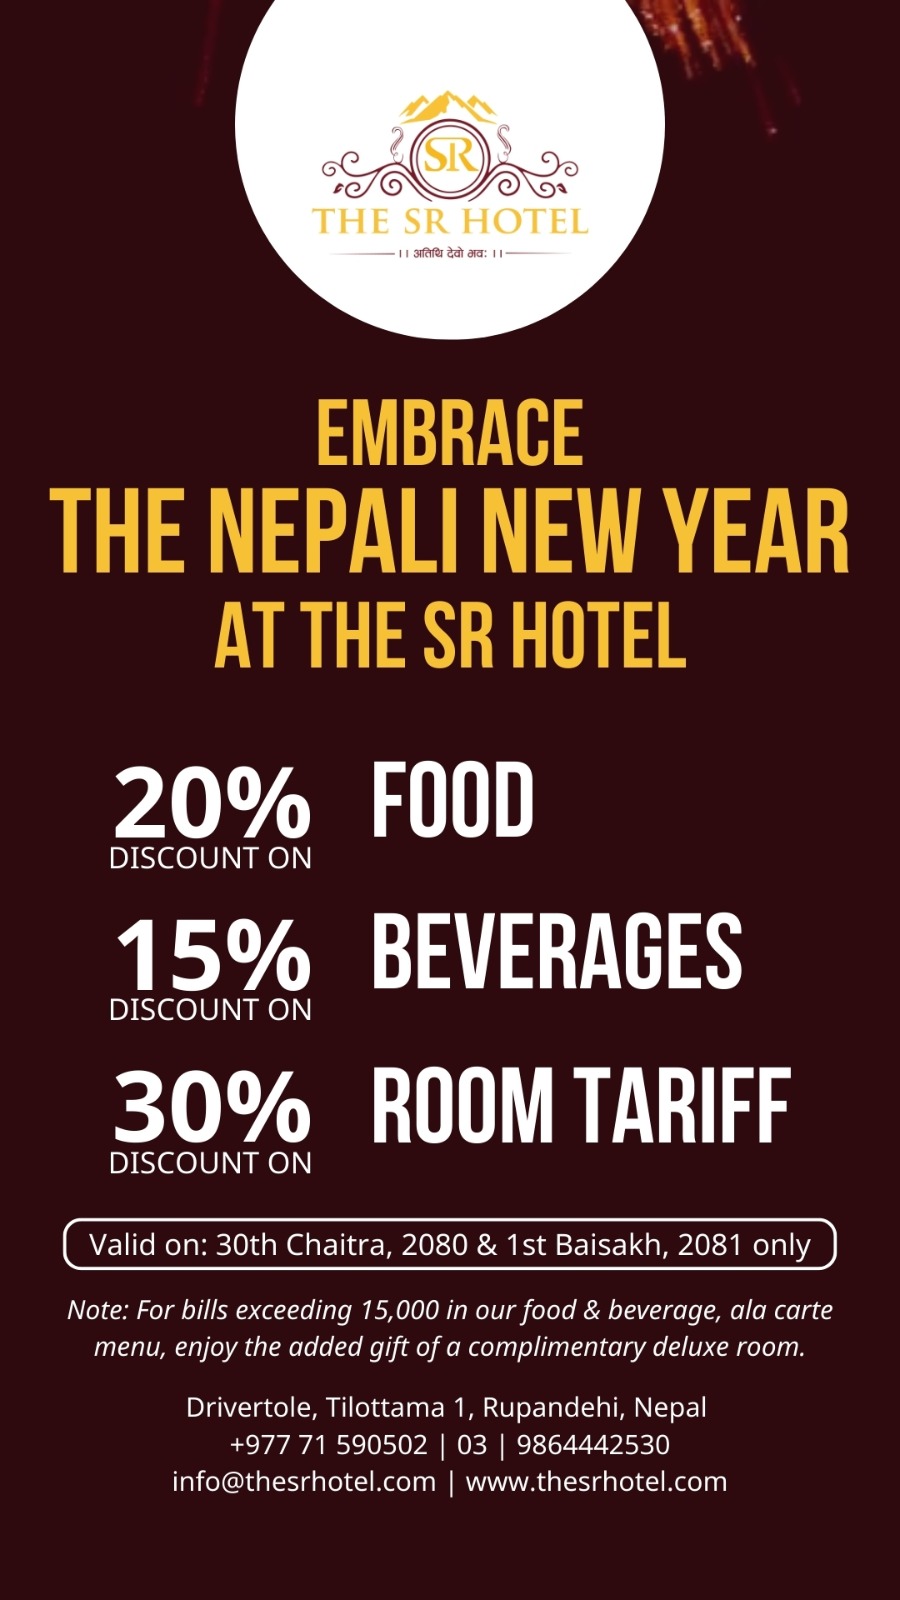 SR
THE SR HOTEL
।। अतिथि देवो भवः ।।
EMBRACE
THE NEPALI NEW YEAR
AT THE SR HOTEL
20% FOOD
DISCOUNT ON
15% BEVERAGES
DISCOUNT ON
30% ROOM TARIFF
DISCOUNT ON
Valid on: 30th Chaitra, 2080 & 1st Baisakh, 2081 only
Note: For bills exceeding 15,000 in our food & beverage, ala carte
menu, enjoy the added gift of a complimentary deluxe room.
Drivertole, Tilottama 1, Rupandehi, Nepal
+977 71 590502 | 03 | 9864442530
info@thesrhotel.com | www.thesrhotel.com